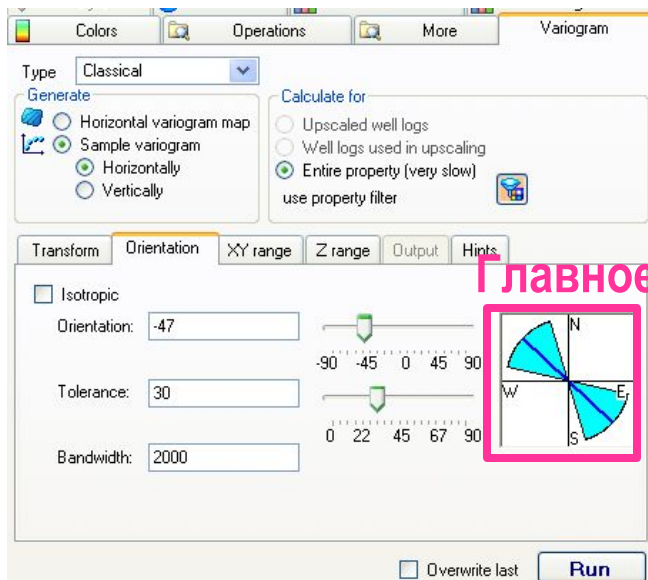 Colors Operations More Variogram
Type Classical
Generate
Horizontal variogram map
Sample variogram
Horizontally
Vertically
Calculate for
Upscaled well logs
Well logs used in upscaling
Entire property (very slow)
use property filter
Transform Orientation XY range Z range Output Hints
Главное
Isotropic
Orientation: -47
-90 -45 0 45 90
Tolerance: 30
0 22 45 67 90
Bandwidth: 2000
N
W E
S
Overwrite last Run